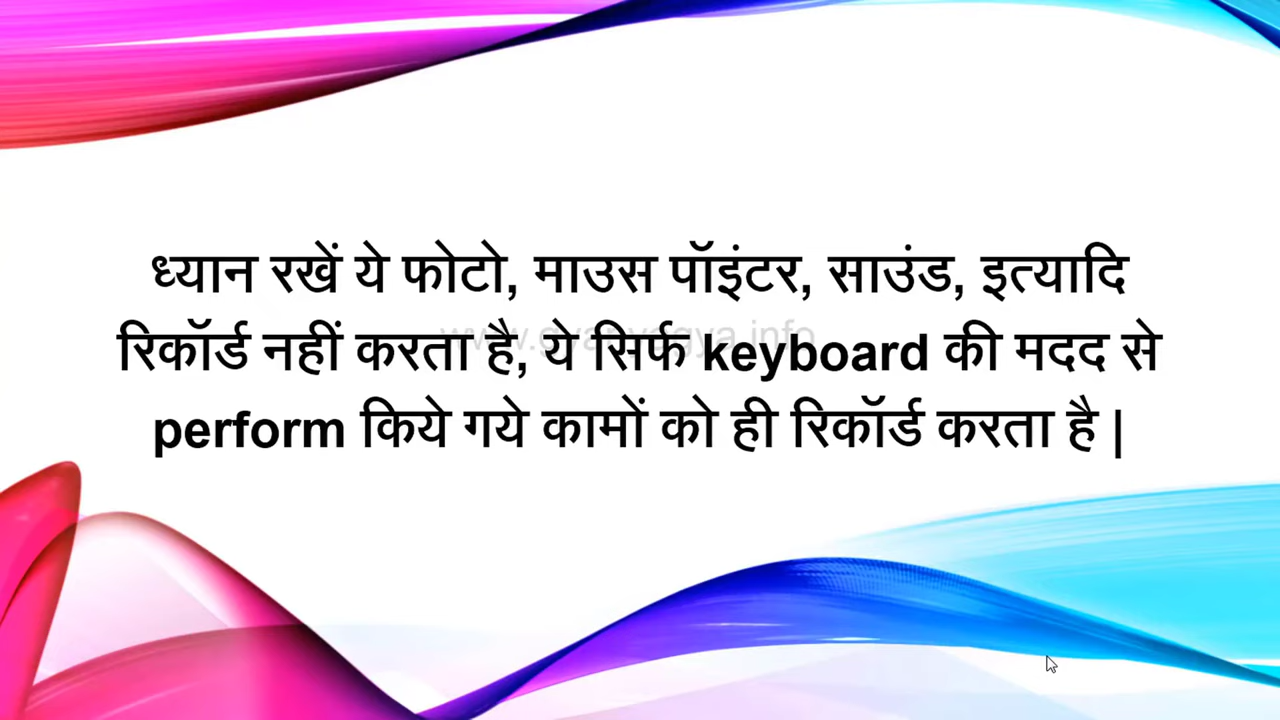 ध्यान रखें ये फोटो, माउस पॉइंटर, साउंड, इत्यादि
रिकॉर्ड नहीं करता है, ये सिर्फ keyboard की मदद से
perform किये गये कामों को ही रिकॉर्ड करता है |